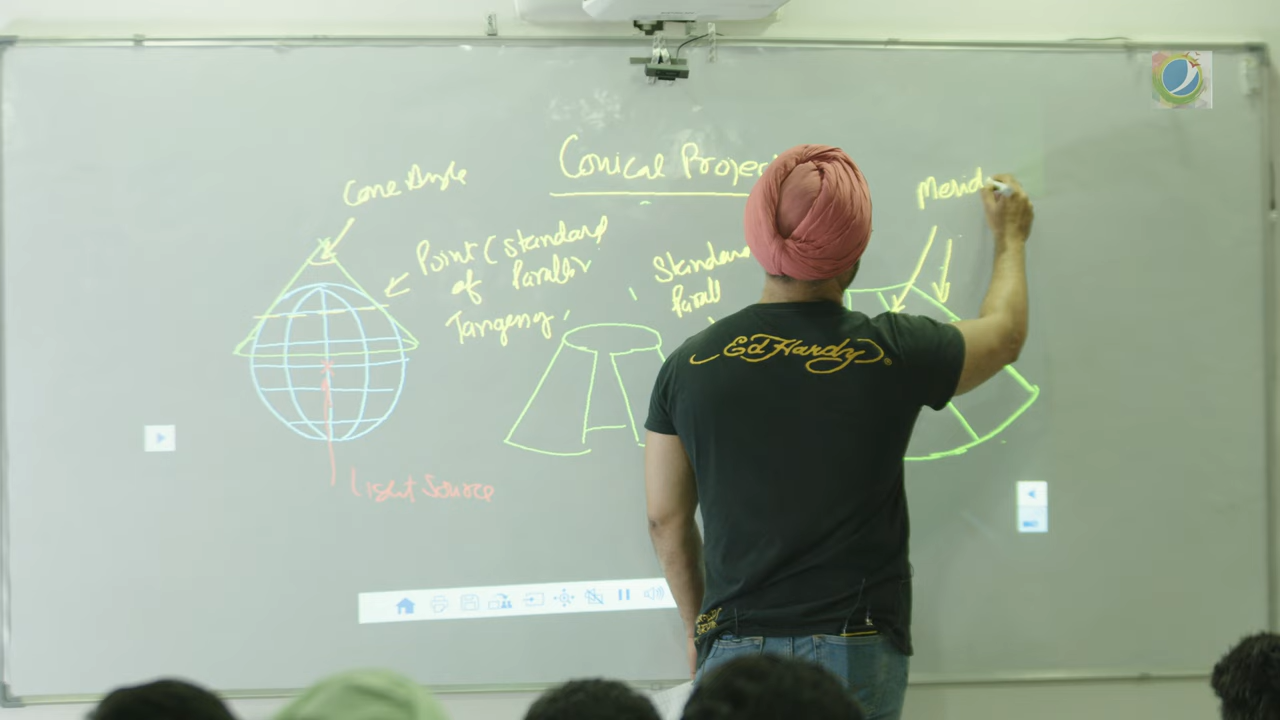 Conical Projec
Cone Angle
Point (standard
of Parallel
Tangency
Standard
Parall
Merid
Light Source
Ed Hardy